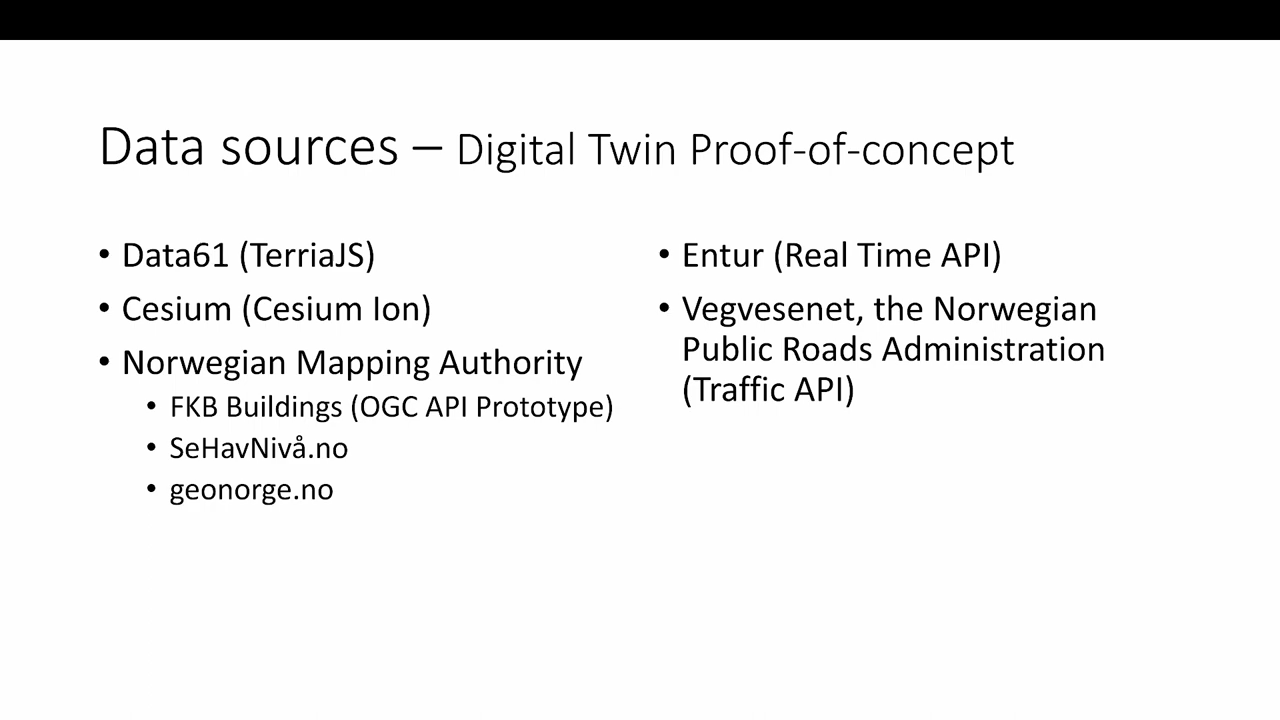 Data sources – Digital Twin Proof-of-concept
• Data61 (TerriaJS)
• Cesium (Cesium Ion)
• Norwegian Mapping Authority
• FKB Buildings (OGC API Prototype)
• SeHavNivå.no
• geonorge.no
• Entur (Real Time API)
• Vegvesenet, the Norwegian
Public Roads Administration
(Traffic API)